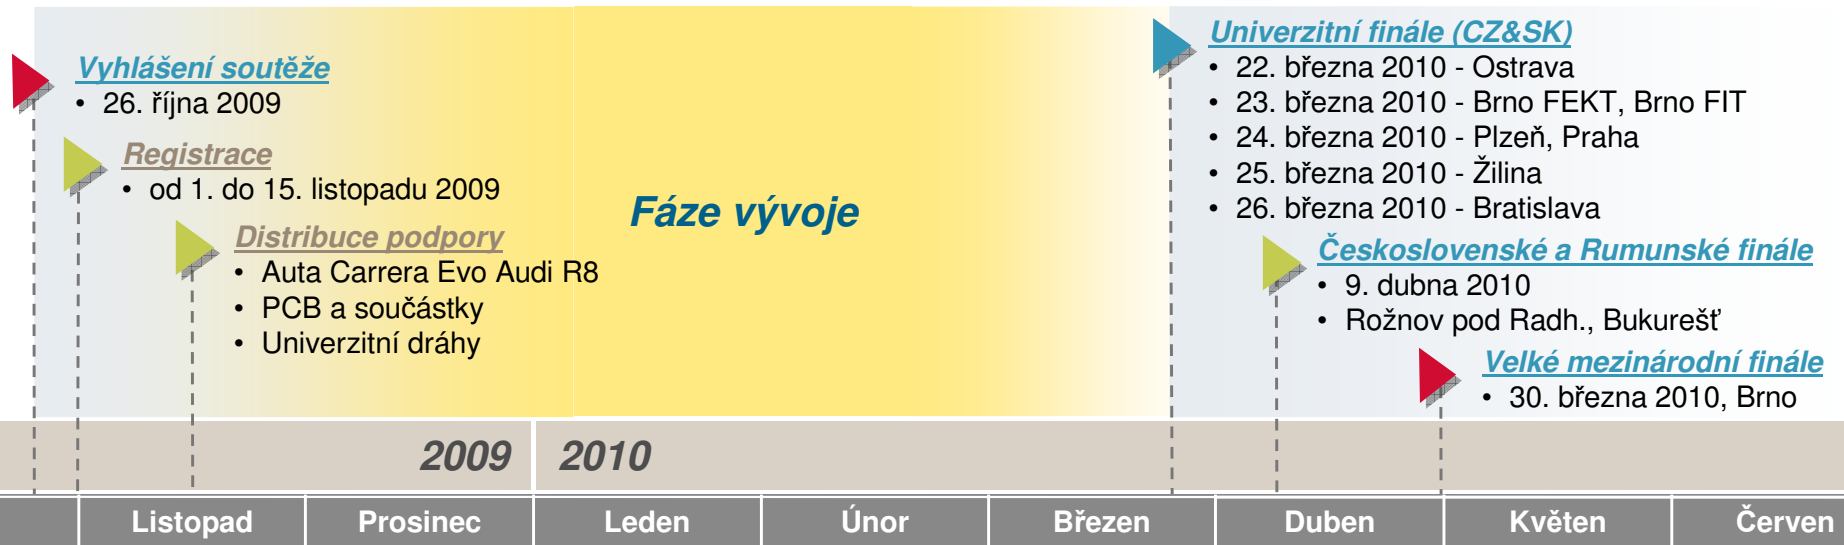 Vyhlášení soutěže
• 26. října 2009
Registrace
• od 1. do 15. listopadu 2009
Distribuce podpory
• Auta Carrera Evo Audi R8
• PCB a součástky
• Univerzitní dráhy
Fáze vývoje
Univerzitní finále (CZ&SK)
• 22. března 2010 - Ostrava
• 23. března 2010 - Brno FEKT, Brno FIT
• 24. března 2010 - Plzeň, Praha
• 25. března 2010 - Žilina
• 26. března 2010 - Bratislava
Československé a Rumunské finále
• 9. dubna 2010
• Rožnov pod Radh., Bukurešť
Velké mezinárodní finále
• 30. března 2010, Brno
2009 2010
Listopad Prosinec Leden Únor Březen Duben Květen Červen